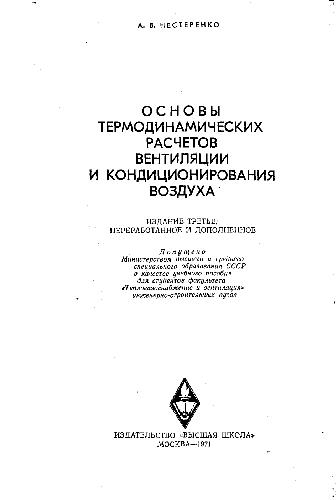 А. В. НЕСТЕРЕНКО
ОСНОВЫ
ТЕРМОДИНАМИЧЕСКИХ
РАСЧЕТОВ
ВЕНТИЛЯЦИИ
И КОНДИЦИОНИРОВАНИЯ
ВОЗДУХА
ИЗДАНИЕ ТРЕТЬЕ,
ПЕРЕРАБОТАННОЕ И ДОПОЛНЕННОЕ
Допущено
Министерством высшего и среднего
специального образования СССР
в качестве учебного пособия
для студентов факультета
«Теплоснабжение и вентиляция»
инженерно-строительных вузов
ИЗДАТЕЛЬСТВО «ВЫСШАЯ ШКОЛА»
МОСКВА—1971